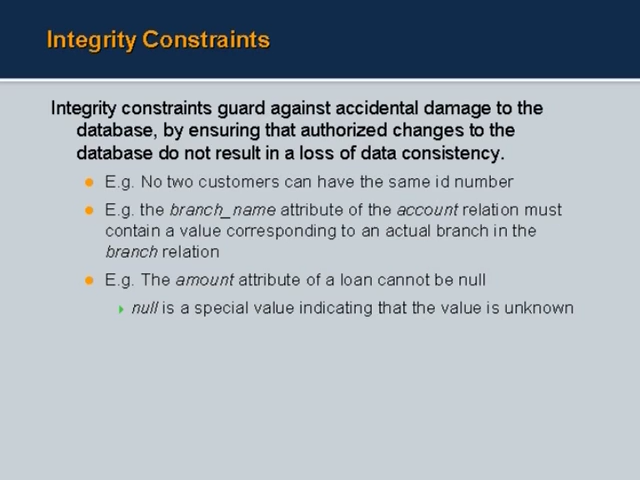 Integrity Constraints
Integrity constraints guard against accidental damage to the
database, by ensuring that authorized changes to the
database do not result in a loss of data consistency.
E.g. No two customers can have the same id number
E.g. the branch_name attribute of the account relation must
contain a value corresponding to an actual branch in the
branch relation
E.g. The amount attribute of a loan cannot be null
null is a special value indicating that the value is unknown